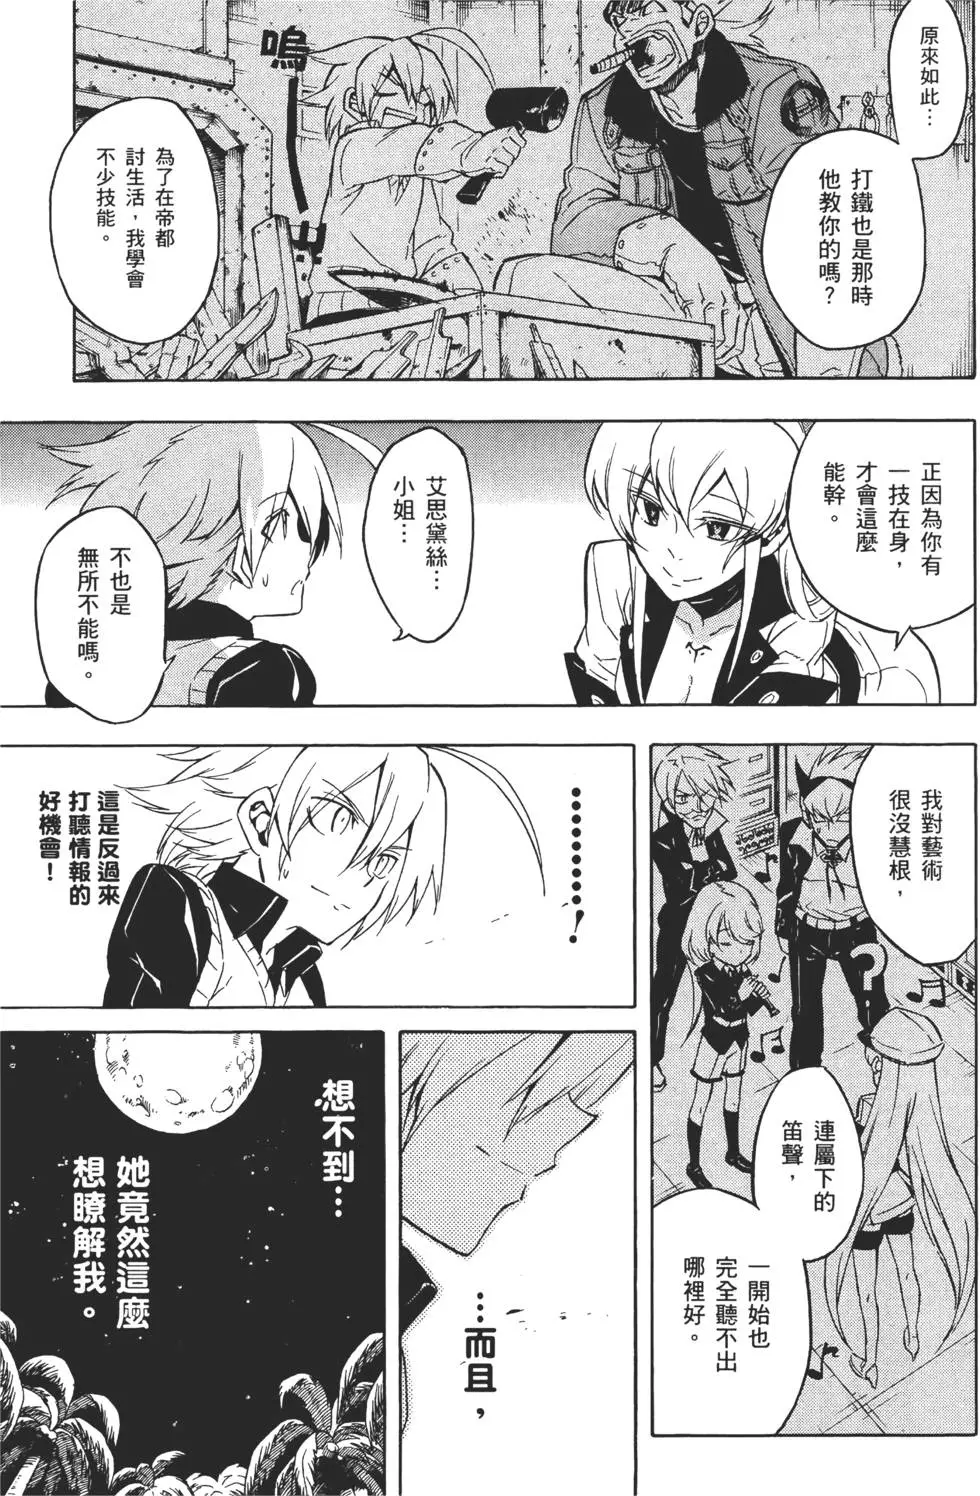 原來如此…
打鐵也是那時
他教你的嗎？
嗚
為了在帝都
討生活，我學會
不少技能。
正因為你有
一技在身，
才會這麼
能幹。
艾思黛絲…
小姐…
不也是
無所不能嗎。
我對藝術
很沒慧根，
？
連屬下的
笛聲，
一開始也
完全聽不出
哪裡好。
………！
這是反過來
打聽情報的
好機會！
…而且，
想不到…
她竟然這麼
想瞭解我。